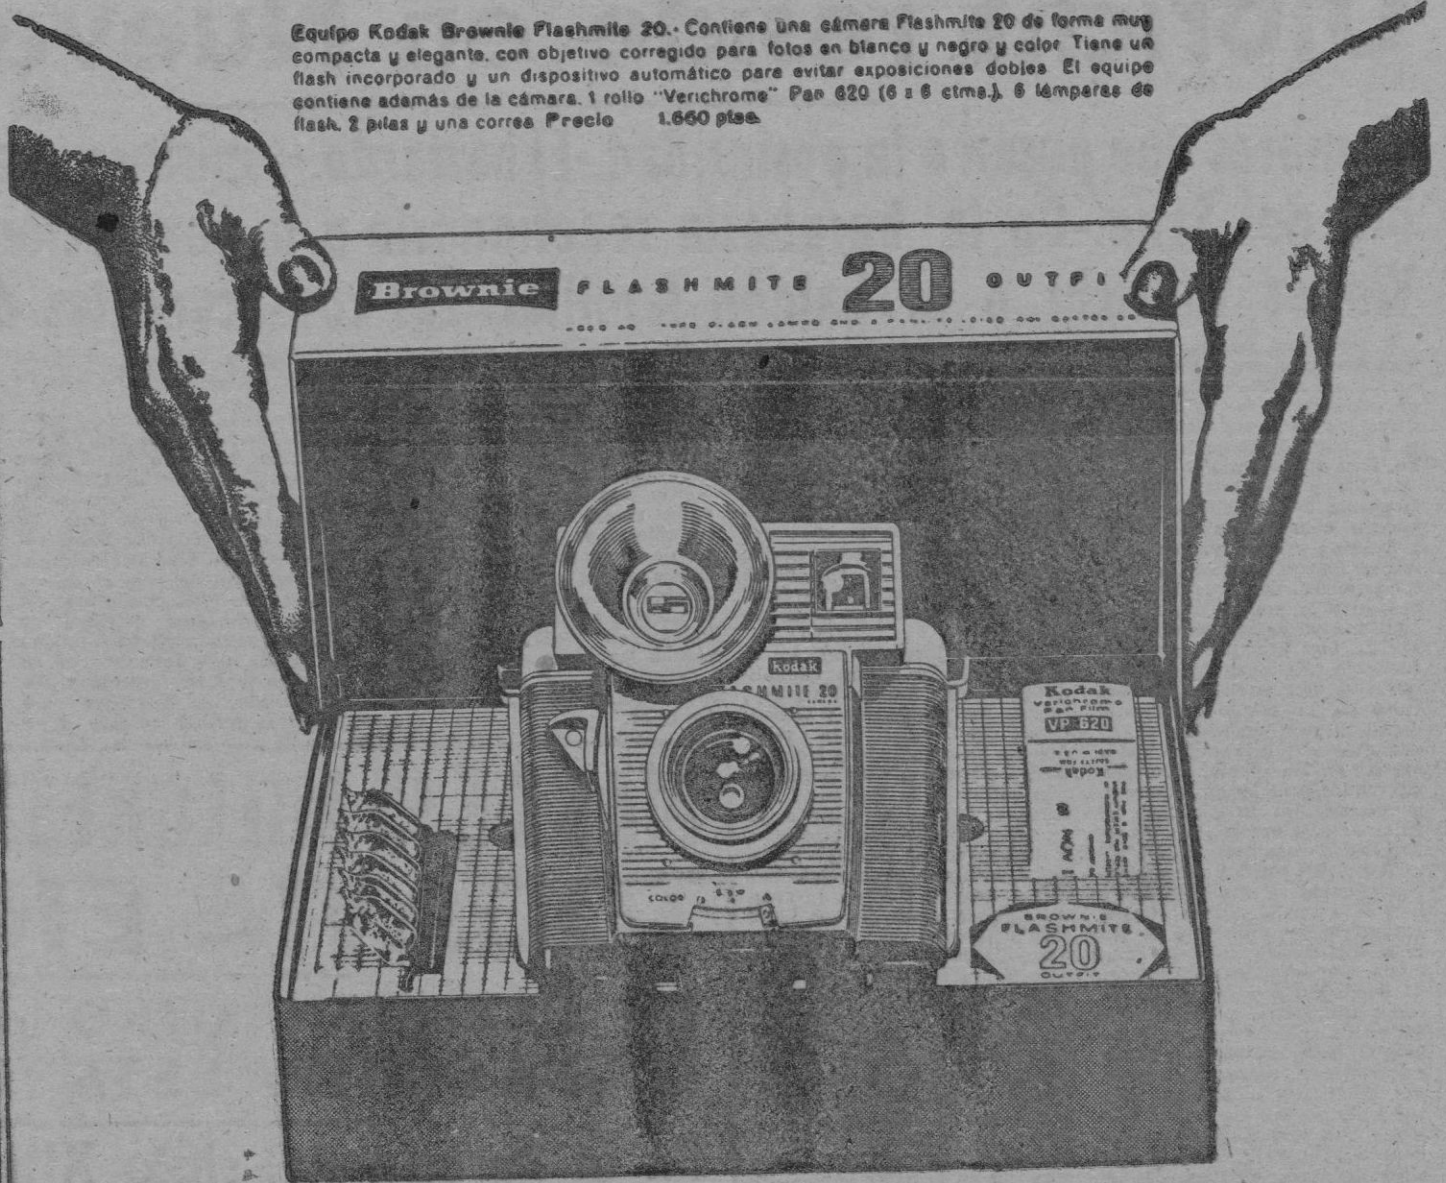 Equipo Kodak Brownie Flashmite 20.- Contiene una cámara Flashmite 20 de forma muy
compacta y elegante, con objetivo corregido para fotos en blanco y negro y color Tiene un
flash incorporado y un dispositivo automático para evitar exposiciones dobles El equipo
contiene además de la cámara, 1 rollo "Verichrome" Pan 620 (6 x 6 ctms.), 6 lámparas de
flash, 2 pilas y una correa Precio 1.660 ptas.
Brownie FLASHMITE 20 OUTFI
kodak
ASHMITE 20
COLOR
Kodak
Verichrome
Pan Film
VP 620
Kodak
BROWNIE
FLASHMITE
20
OUTFIT